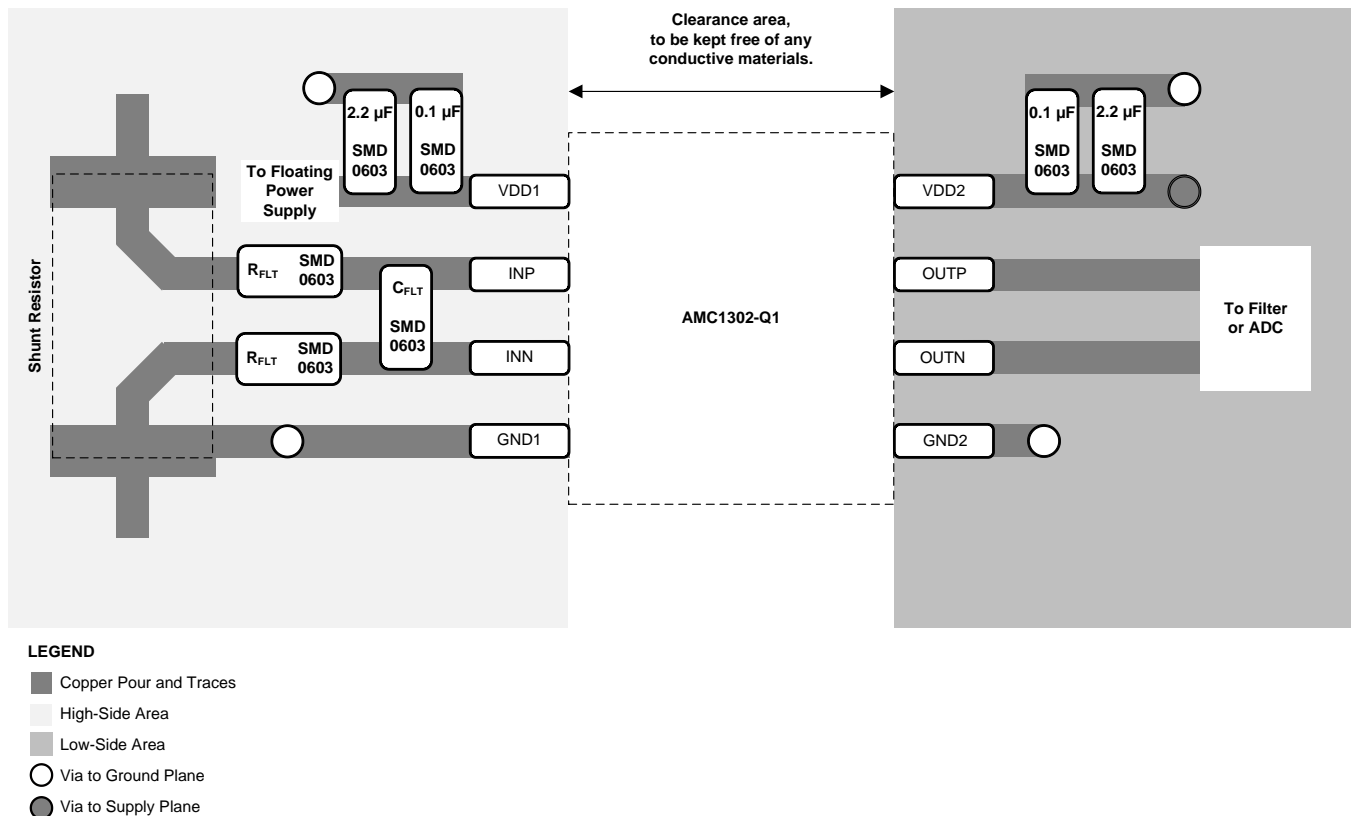 Clearance area,
to be kept free of any
conductive materials.
2.2 µF
SMD
0603
0.1 µF
SMD
0603
0.1 µF
SMD
0603
2.2 µF
SMD
0603
To Floating
Power
Supply
VDD1
VDD2
Shunt Resistor
RFLT
SMD
0603
CFLT
SMD
0603
INP
OUTP
AMC1302-Q1
To Filter
or ADC
RFLT
SMD
0603
INN
OUTN
GND1
GND2
LEGEND
Copper Pour and Traces
High-Side Area
Low-Side Area
Via to Ground Plane
Via to Supply Plane